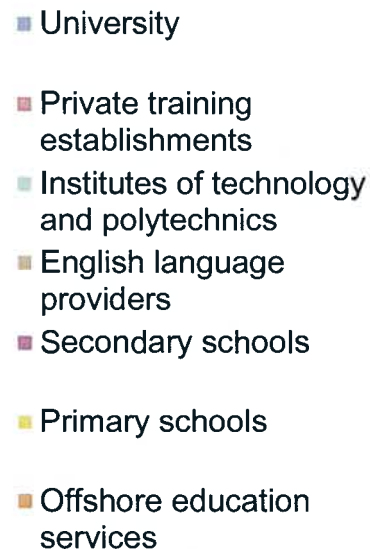 University
Private training
establishments
Institutes of technology
and polytechnics
English language
providers
Secondary schools
Primary schools
Offshore education
services